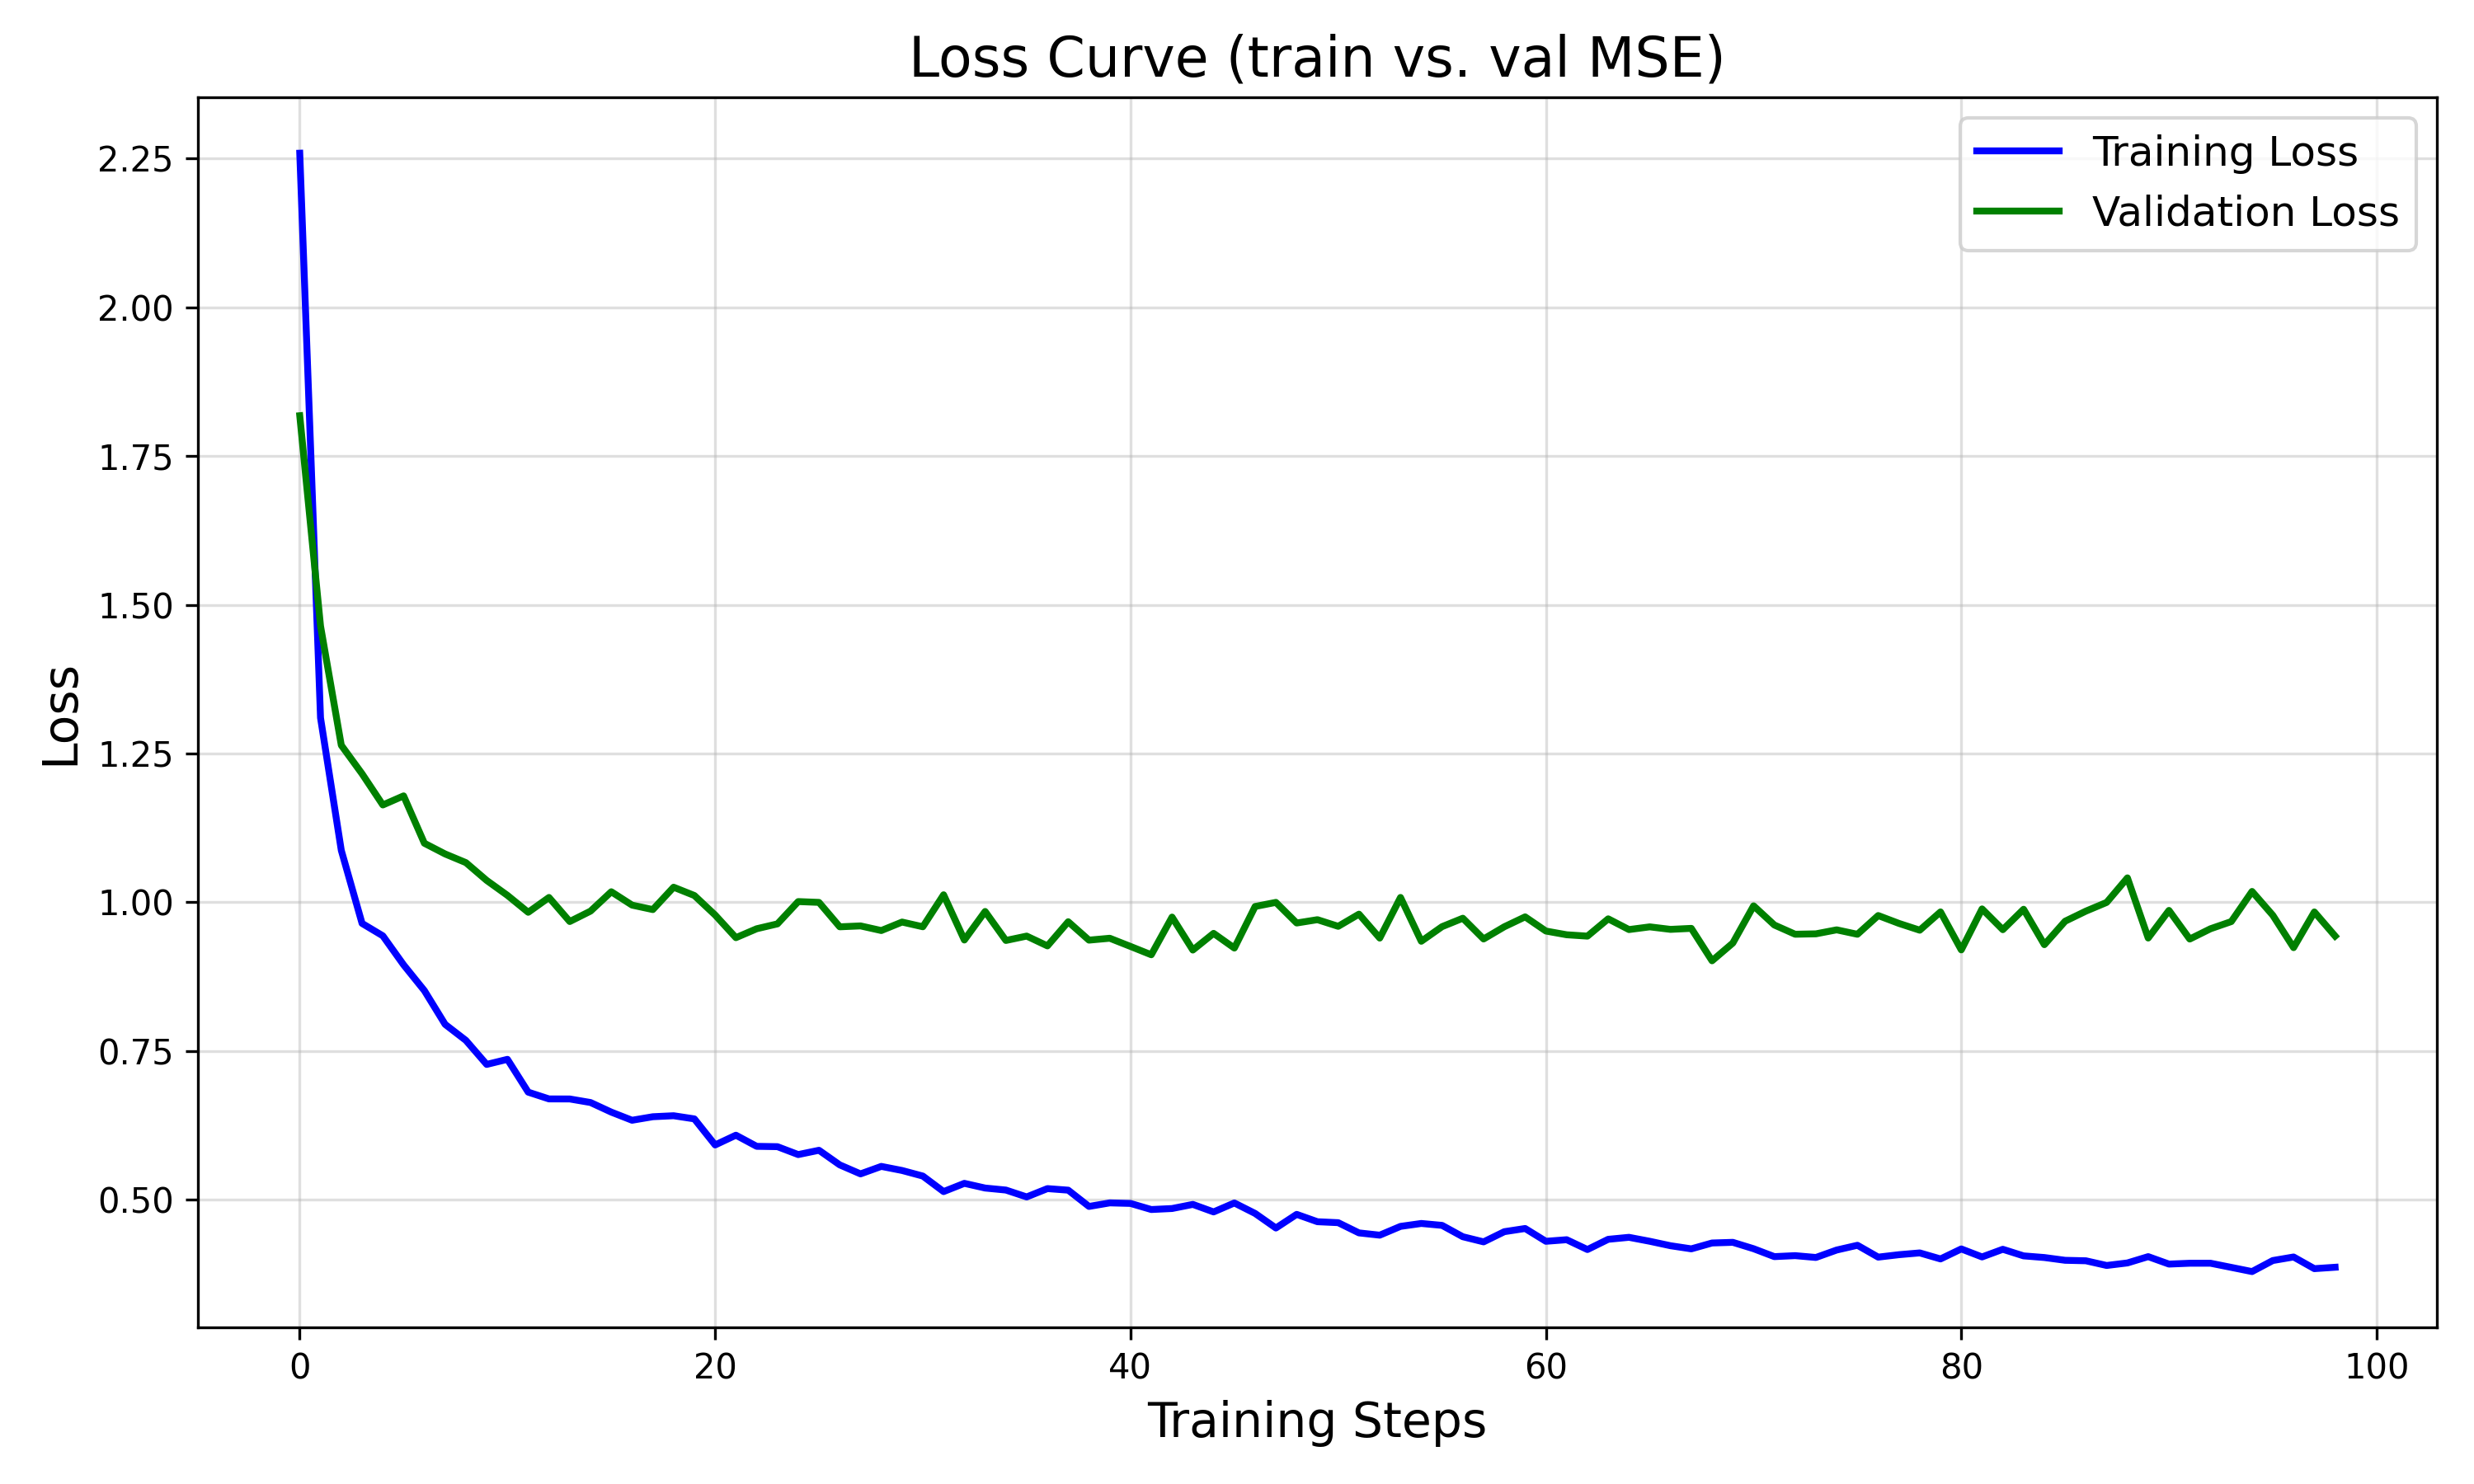 Loss Curve (train vs. val MSE)
Training Loss
Validation Loss
2.25
2.00
1.75
1.50
1.25
1.00
0.75
0.50
Loss
0 20 40 60 80 100
Training Steps